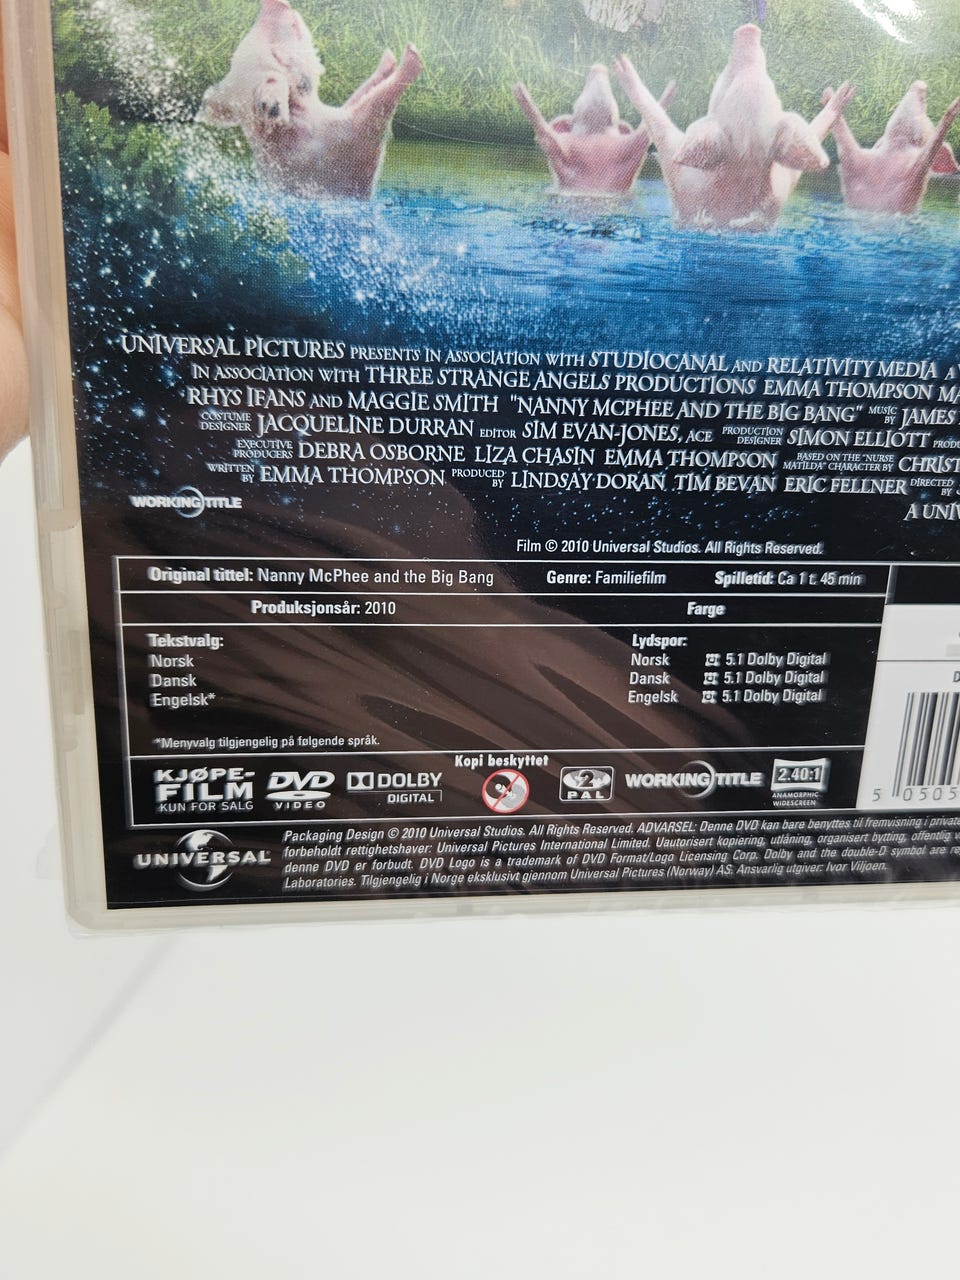 UNIVERSAL PICTURES PRESENTS IN ASSOCIATION WITH STUDIOCANAL AND RELATIVITY MEDIA A
IN ASSOCIATION WITH THREE STRANGE ANGELS PRODUCTIONS EMMA THOMPSON
RHYS IFANS AND MAGGIE SMITH "NANNY MCPHEE AND THE BIG BANG" MUSIC BY JAMES
COSTUME DESIGNER JACQUELINE DURRAN EDITOR SIM EVAN-JONES, ACE PRODUCTION DESIGNER SIMON ELLIOTT
EXECUTIVE PRODUCERS DEBRA OSBORNE LIZA CHASIN EMMA THOMPSON BASED ON THE "NURSE MATILDA" CHARACTER BY
WRITTEN BY EMMA THOMPSON PRODUCED BY LINDSAY DORAN TIM BEVAN ERIC FELLNER DIRECTED BY
WORKING TITLE
A
Film © 2010 Universal Studios. All Rights Reserved.
Original tittel: Nanny McPhee and the Big Bang Genre: Familiefilm Spilletid: Ca 1 t. 45 min
Produksjonsår: 2010 Farge
Tekstvalg: Lydspor:
Norsk Norsk 5.1 Dolby Digital
Dansk Dansk 5.1 Dolby Digital
Engelsk* Engelsk 5.1 Dolby Digital
*Menyvalg tilgjengelig på følgende språk.
Kopi beskyttet
KJØPE-FILM KUN FOR SALG DVD VIDEO DOLBY DIGITAL 2 PAL WORKING TITLE 2.40:1 ANAMORPHIC WIDESCREEN
5 0505
UNIVERSAL
Packaging Design © 2010 Universal Studios. All Rights Reserved. ADVARSEL: Denne DVD kan bare benyttes til fremvisning i
forbeholdt rettighetshaver: Universal Pictures International Limited. Uautorisert kopiering, utlåning, organisert bytting, offentlig
denne DVD er forbudt. DVD Logo is a trademark of DVD Format/Logo Licensing Corp. Dolby and the double-D symbol are
Laboratories. Tilgjengelig i Norge eksklusivt gjennom Universal Pictures (Norway) AS. Ansvarlig utgiver: Ivor Viljoen.